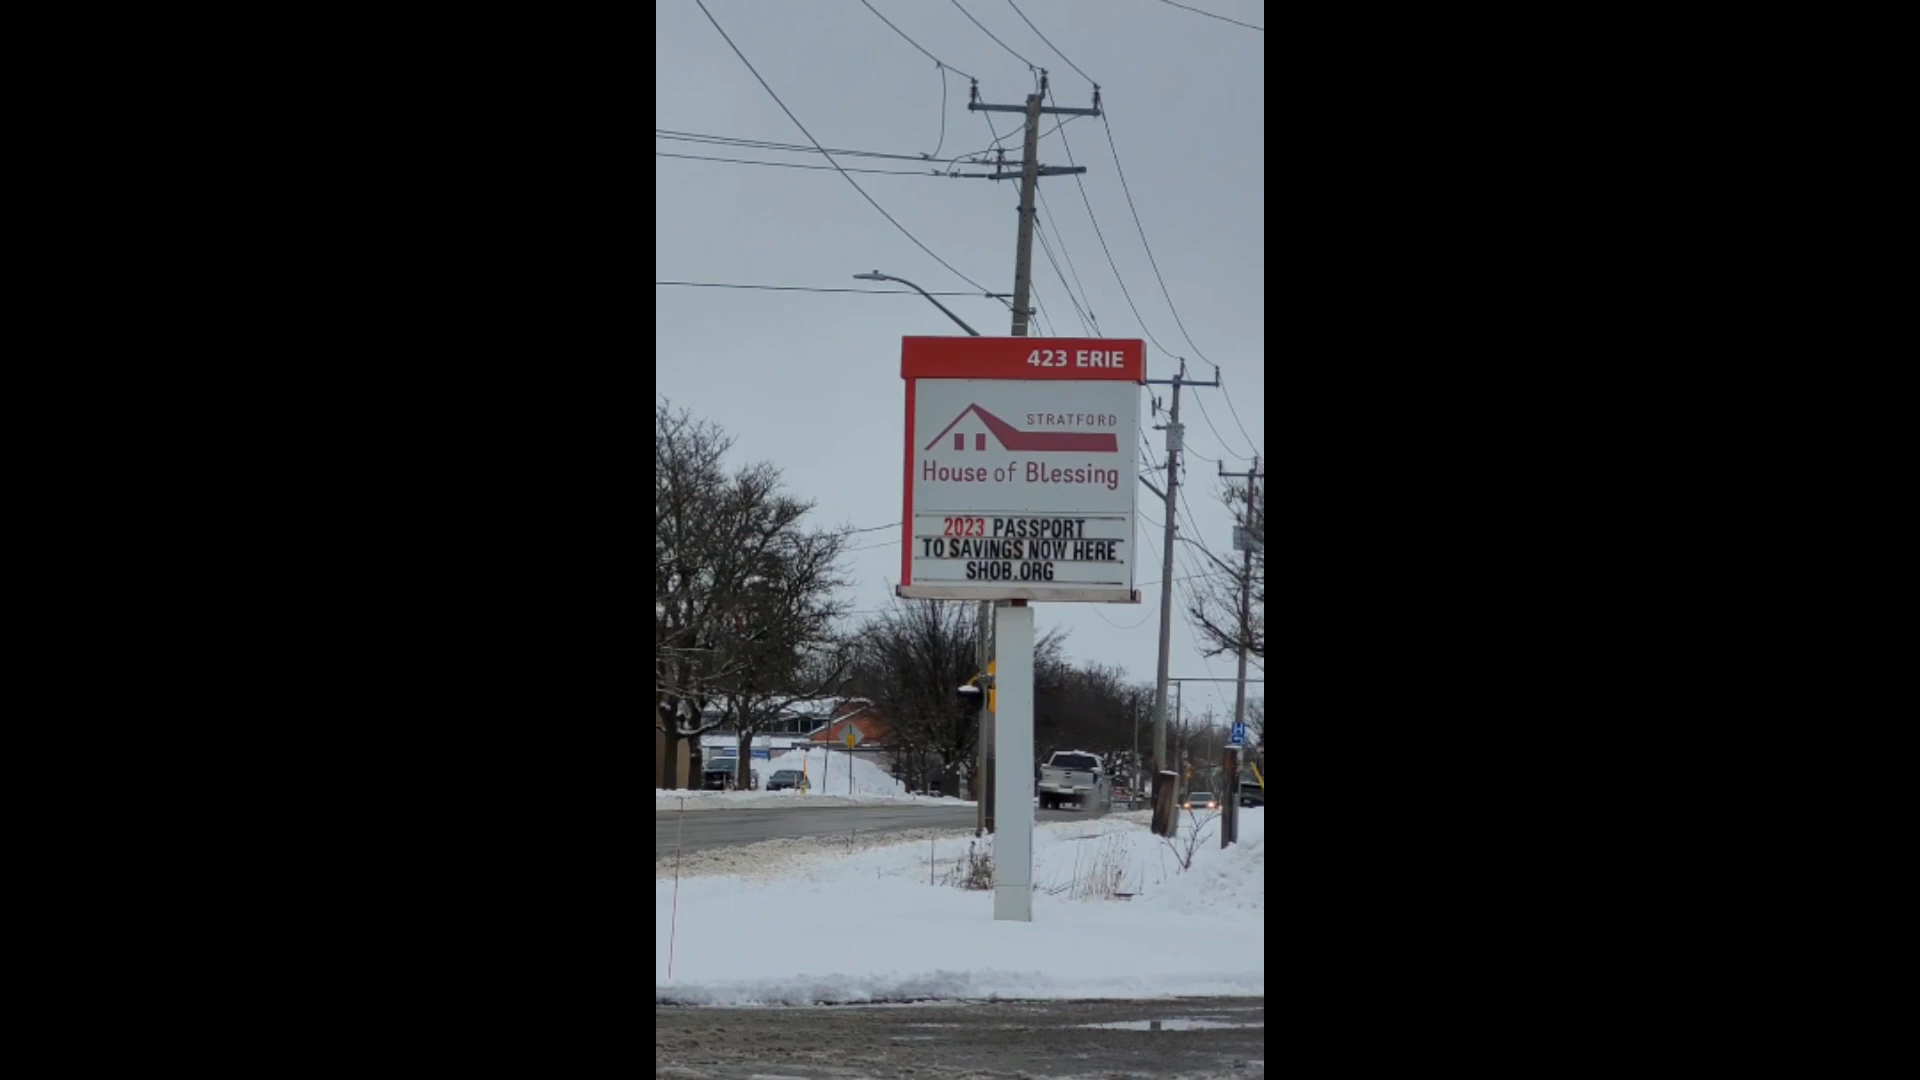 423 ERIE
STRATFORD
House of Blessing
2023 PASSPORT
TO SAVINGS NOW HERE
SHOB.ORG
H